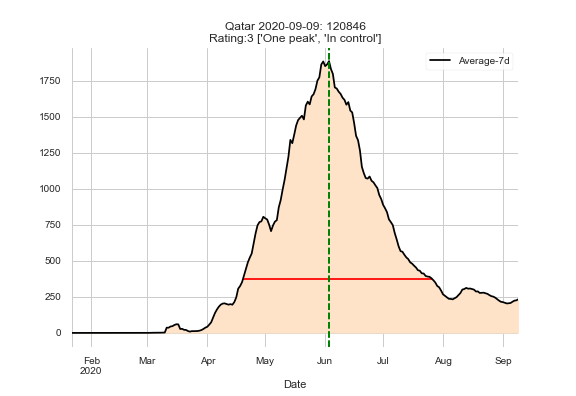 Qatar 2020-09-09: 120846
Rating:3 ['One peak', 'In control']
Average-7d
1750
1500
1250
1000
750
500
250
0
Feb Mar Apr May Jun Jul Aug Sep
2020
Date